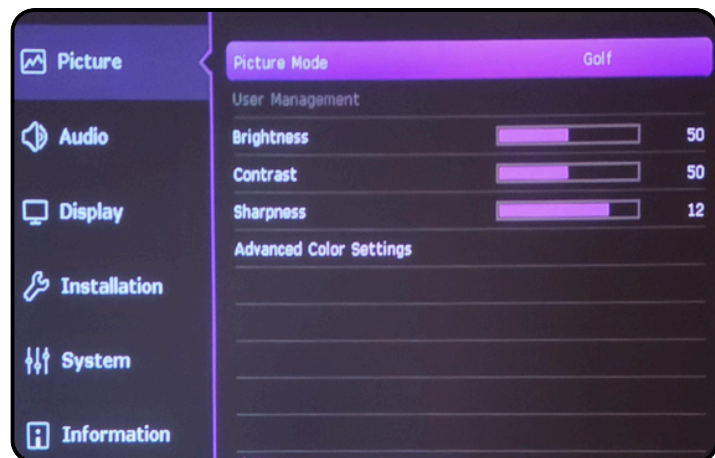 Picture
Audio
Display
Installation
System
Information
Picture Mode Golf
User Management
Brightness 50
Contrast 50
Sharpness 12
Advanced Color Settings